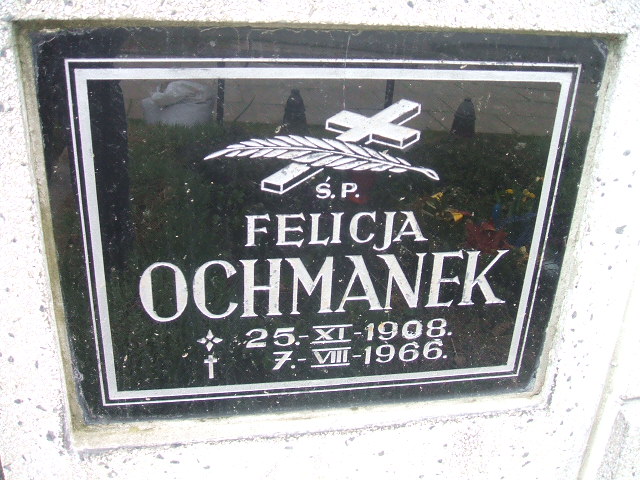 Ś.P.
FELICJA
OCHMANEK
25.-XI-1908.
7.-VIII-1966.